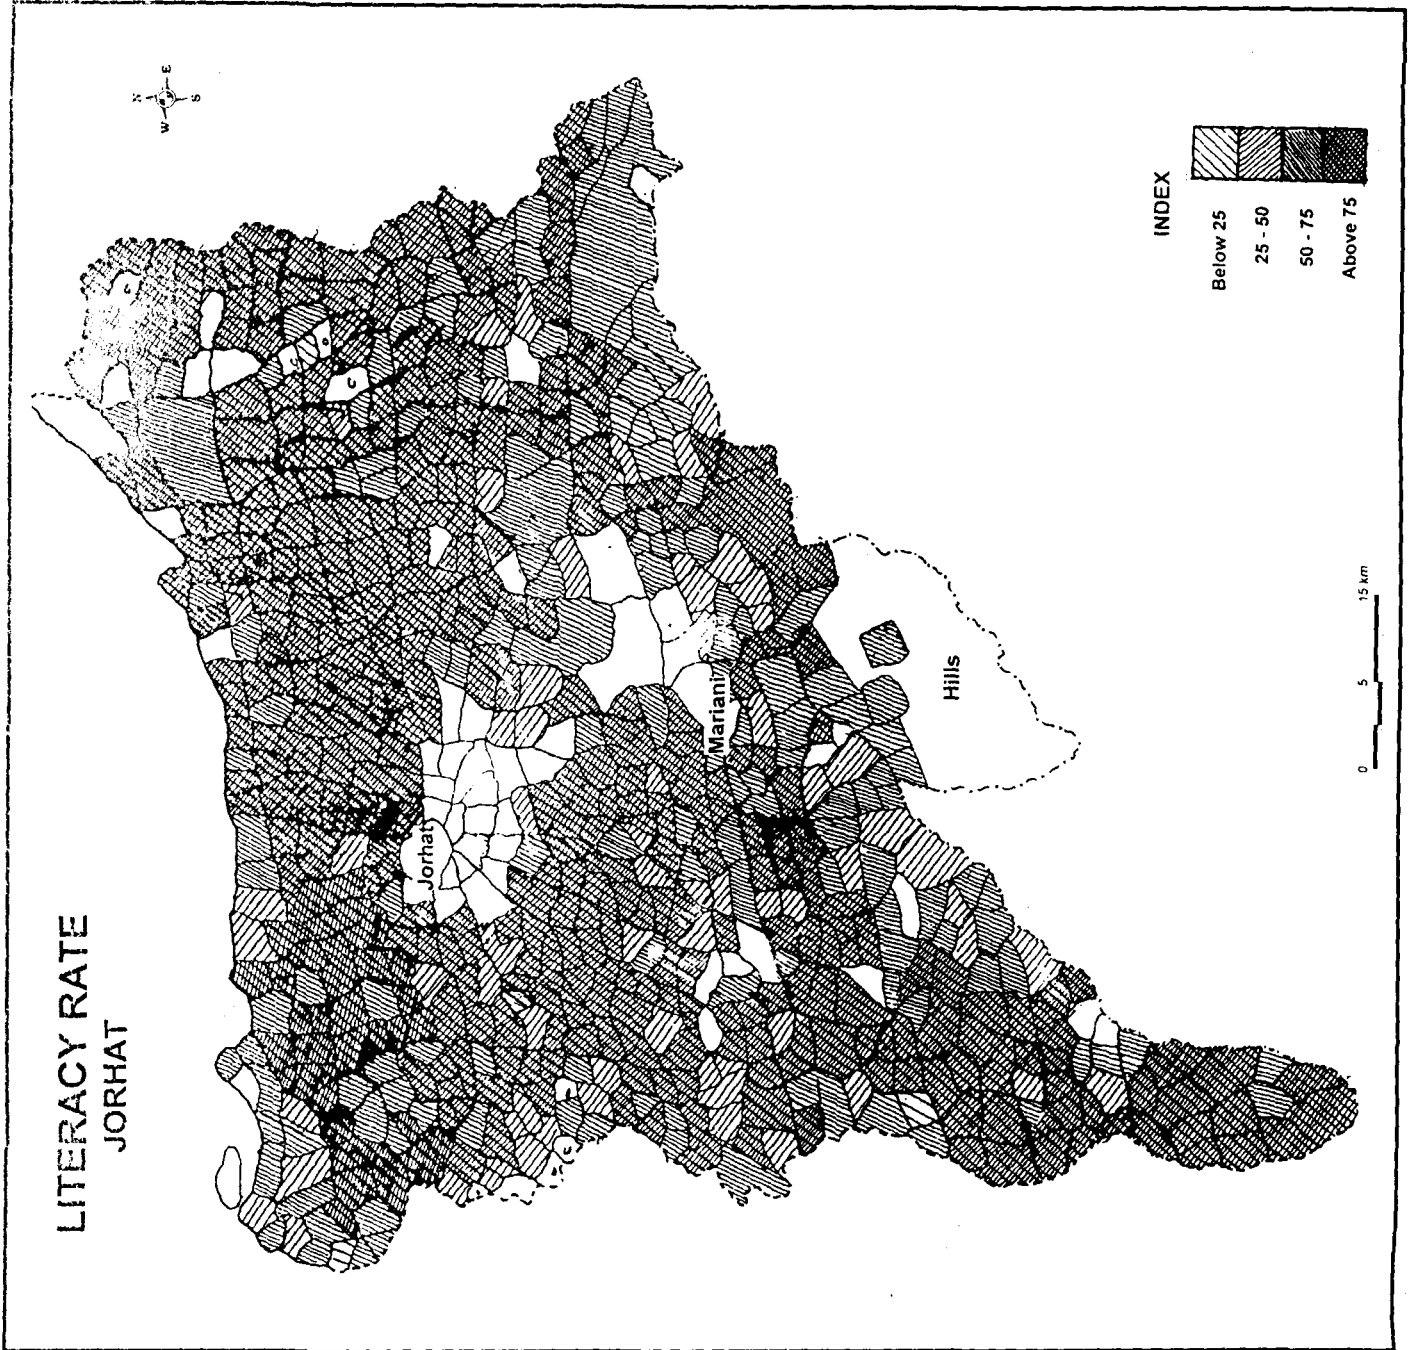 LITERACY RATE
JORHAT
N
E
S
W
Jorhat
Mariani
Hills
INDEX
Below 25
25 - 50
50 - 75
Above 75
0 5 15 km